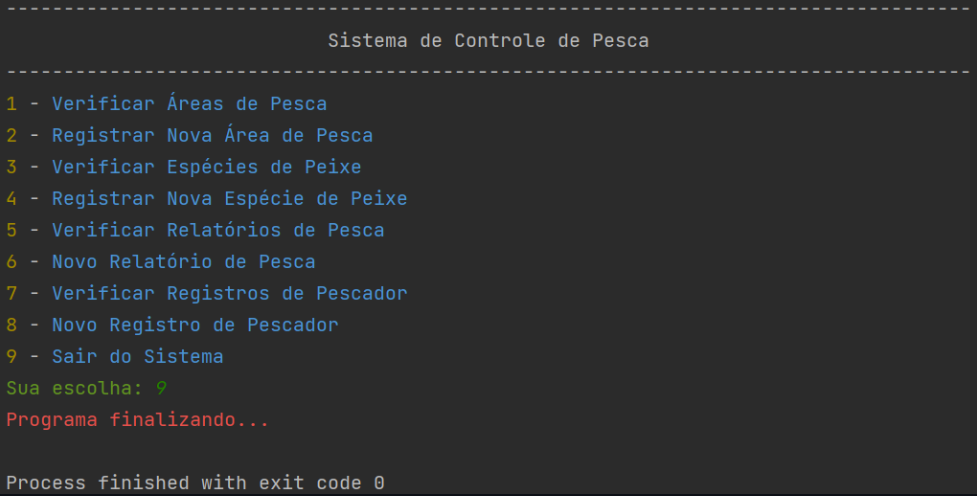 ------------------------------------------------------------------------------------
Sistema de Controle de Pesca
------------------------------------------------------------------------------------
1 - Verificar Áreas de Pesca
2 - Registrar Nova Área de Pesca
3 - Verificar Espécies de Peixe
4 - Registrar Nova Espécie de Peixe
5 - Verificar Relatórios de Pesca
6 - Novo Relatório de Pesca
7 - Verificar Registros de Pescador
8 - Novo Registro de Pescador
9 - Sair do Sistema
Sua escolha: 9
Programa finalizando...
Process finished with exit code 0